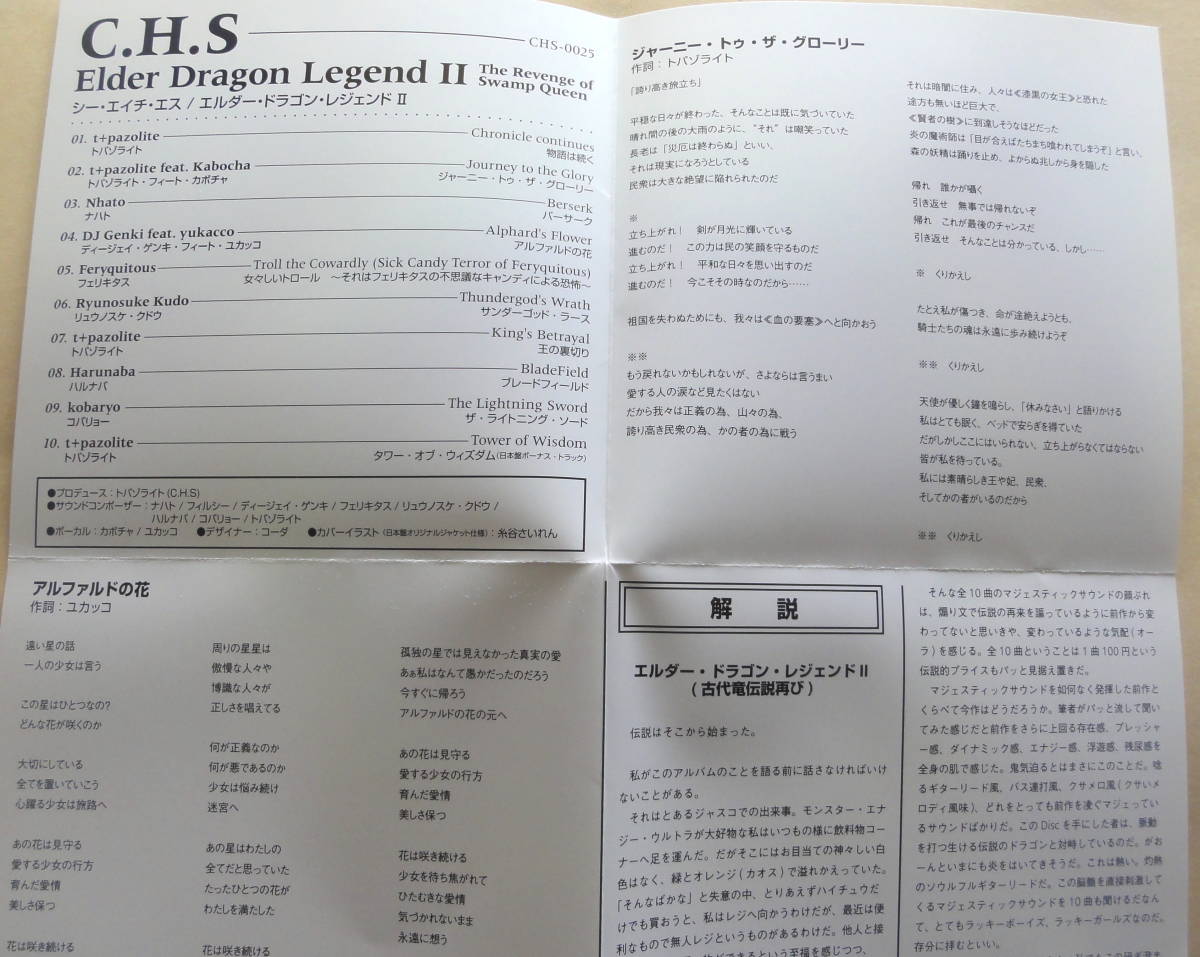 C.H.S
CHS-0025
Elder Dragon Legend II The Revenge of Swamp Queen
シー・エイチ・エス / エルダー・ドラゴン・レジェンド II
01. t+pazolite Chronicle continues
トパゾライト 物語は続く
02. t+pazolite feat. Kabocha Journey to the Glory
トパゾライト・フィート・カボチャ ジャーニー・トゥ・ザ・グローリー
03. Nhato Berserk
ナハト バーサーク
04. DJ Genki feat. yukacco Alphard's Flower
ディージェイ・ゲンキ・フィート・ユカッコ アルファルドの花
05. Feryquitous Troll the Cowardly (Sick Candy Terror of Feryquitous)
フェリキタス 女々しいトロール ～それはフェリキタスの不思議なキャンディによる恐怖～
06. Ryunosuke Kudo Thundergod's Wrath
リュウノスケ・クドウ サンダーゴッド・ラース
07. t+pazolite King's Betrayal
トパゾライト 王の裏切り
08. Harunaba BladeField
ハルナバ ブレードフィールド
09. kobaryo The Lightning Sword
コバリョー ザ・ライトニング・ソード
10. t+pazolite Tower of Wisdom
トパゾライト タワー・オブ・ウィズダム(日本盤ボーナス・トラック)
●プロデュース：トパゾライト (C.H.S)
●サウンドコンポーザー：ナハト / フィルシー / ディージェイ・ゲンキ / フェリキタス / リュウノスケ・クドウ /
ハルナバ / コバリョー / トパゾライト
●ボーカル：カボチャ / ユカッコ ●デザイナー：コーダ ●カバーイラスト (日本盤オリジナルジャケット仕様)：糸谷さいれん
ジャーニー・トゥ・ザ・グローリー
作詞：トパゾライト
「誇り高き旅立ち」
平穏な日々が終わった、そんなことは既に気づいていた
晴れ間の後の大雨のように、“それ”は嘲笑っていた
長老は「災厄は終わらぬ」といい、
それは現実になろうとしている
民衆は大きな絶望に陥れられたのだ
※
立ち上がれ！ 剣が月光に輝いている
進むのだ！ この力は民の笑顔を守るものだ
立ち上がれ！ 平和な日々を思い出すのだ
進むのだ！ 今こそその時なのだから……
祖国を失わぬためにも、我々は≪血の要塞≫へと向かおう
※※
もう戻れないかもしれないが、さよならは言うまい
愛する人の涙など見たくはない
だから我々は正義の為、山々の為、
誇り高き民衆の為、かの者の為に戦う
それは暗闇に住み、人々は≪漆黒の女王≫と恐れた
途方も無いほど巨大で、
≪賢者の樹≫に到達しそうなほどだった
炎の魔術師は「目が合えばたちまち喰われてしまうぞ」と言い、
森の妖精は踊りを止め、よからぬ兆しから身を隠した
帰れ 誰かが囁く
引き返せ 無事では帰れないぞ
帰れ これが最後のチャンスだ
引き返せ そんなことは分かっている、しかし……
※ くりかえし
たとえ私が傷つき、命が途絶えようとも、
騎士たちの魂は永遠に歩み続けようぞ
※※ くりかえし
天使が優しく鐘を鳴らし、「休みなさい」と語りかける
私はとても眠く、ベッドで安らぎを得ていた
だがしかしここにはいられない、立ち上がらなくてはならない
皆が私を待っている。
私には素晴らしき王や妃、民衆、
そしてかの者がいるのだから
※※ くりかえし
アルファルドの花
作詞：ユカッコ
遠い星の話
一人の少女は言う
この星はひとつなの?
どんな花が咲くのか
大切にしている
全てを置いていこう
心躍る少女は旅路へ
あの花は見守る
愛する少女の行方
育んだ愛情
美しさ保つ
花は咲き続ける
周りの星星は
傲慢な人々や
博識な人々が
正しさを唱えてる
何が正義なのか
何が悪であるのか
少女は悩み続け
迷宮へ
あの星はわたしの
全てだと思っていた
たったひとつの花が
わたしを満たした
花は咲き続ける
孤独の星では見えなかった真実の愛
あぁ私はなんて愚かだったのだろう
今すぐに帰ろう
アルファルドの花の元へ
あの花は見守る
愛する少女の行方
育んだ愛情
美しさ保つ
花は咲き続ける
少女を待ち焦がれて
ひたむきな愛情
気づかれないまま
永遠に想う
解 説
エルダー・ドラゴン・レジェンド II
(古代竜伝説再び)
伝説はそこから始まった。
私がこのアルバムのことを語る前に話さなければいけ
ないことがある。
それはとあるジャスコでの出来事。モンスター・エナ
ジー・ウルトラが大好物な私はいつもの様に飲料物コー
ナーへ足を運んだ。だがそこにはお目当ての神々しい白
色はなく、緑とオレンジ(カオス)で溢れかえっていた。
「そんなばかな」と失意の中、とりあえずハイチュウだ
けでも買おうと、私はレジへ向かうわけだが、最近は便
利なもので無人レジというものがあるわけだ。他人と接
そんな全10曲のマジェスティックサウンドの顔ぶれ
は、煽り文で伝説の再来を謳っているように前作から変
わってないと思いきや、変わっているような気配(オー
ラ)を感じる。全10曲ということは1曲100円という
伝説的プライスもバッと見据え置きだ。
マジェスティックサウンドを如何なく発揮した前作と
くらべて今作はどうだろうか。筆者がバッと流して聞い
てみた感じだと前作をさらに上回る存在感、プレッシャ
ー感、ダイナミック感、エナジー感、浮遊感、残尿感を
全身の肌で感じた。鬼気迫るとはまさにこのことだ。唸
るギターリード風、バス連打風、クサメロ風(クサいメ
ロディ風味)、どれをとっても前作を凌ぐマジェってい
るサウンドばかりだ。このDiscを手にした者は、脈動
を打つ生ける伝説のドラゴンと対峙しているのだ。がお
ーんといまにも炎をはいてきそうだ。これは熱い。灼熱
のソウルフルギターリードだ。この脳髄を直接刺激して
くるマジェスティックサウンドを10曲も聞けるだなん
て、とてもラッキーボーイズ、ラッキーガールズなのだ。
存分に拝むといい。